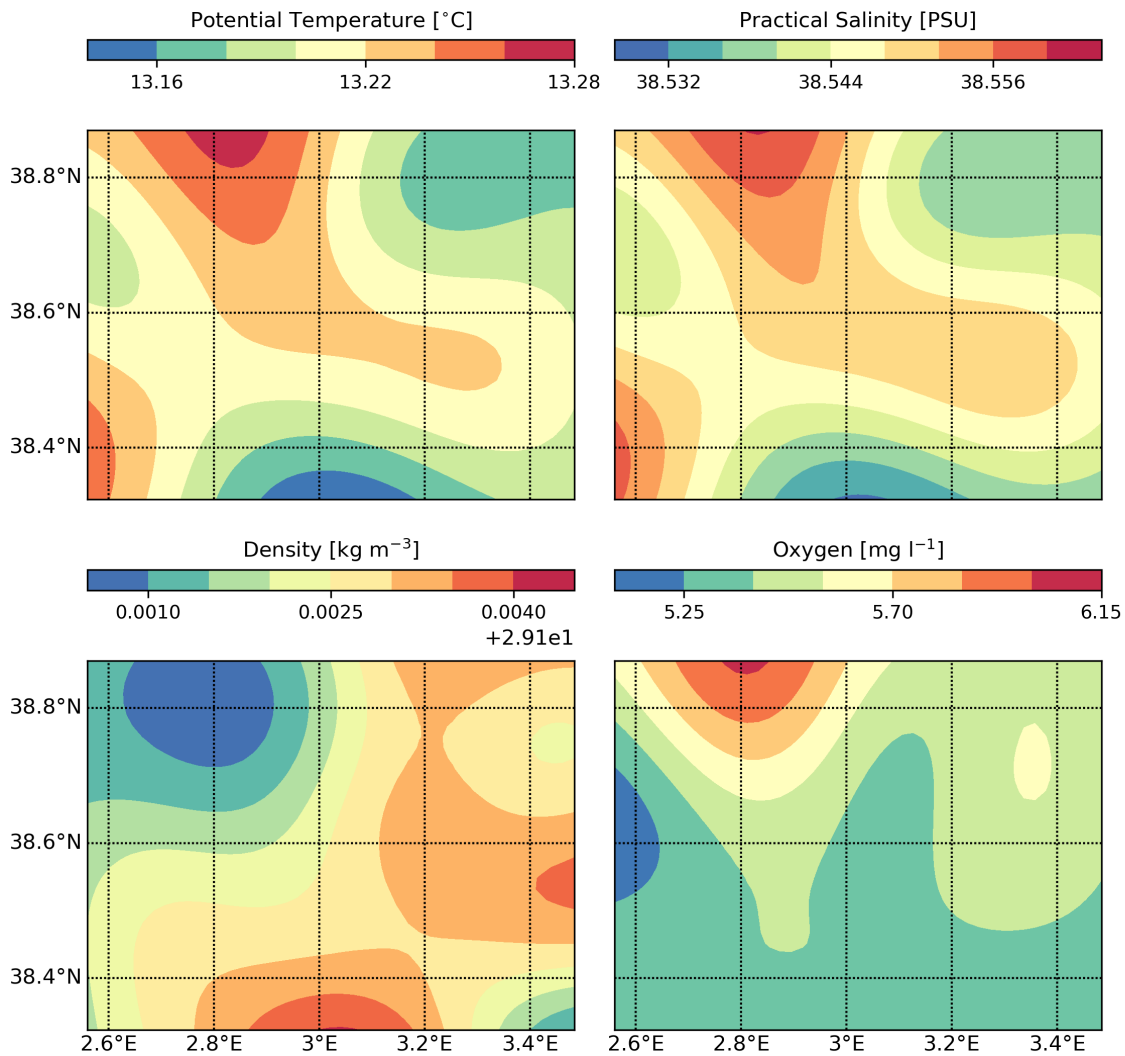 Potential Temperature [°C] Practical Salinity [PSU]
13.16 13.22 13.28 38.532 38.544 38.556
38.8°N
38.6°N
38.4°N
Density [kg m⁻³] Oxygen [mg l⁻¹]
0.0010 0.0025 0.0040 5.25 5.70 6.15
+2.91e1
38.8°N
38.6°N
38.4°N
2.6°E 2.8°E 3°E 3.2°E 3.4°E 2.6°E 2.8°E 3°E 3.2°E 3.4°E